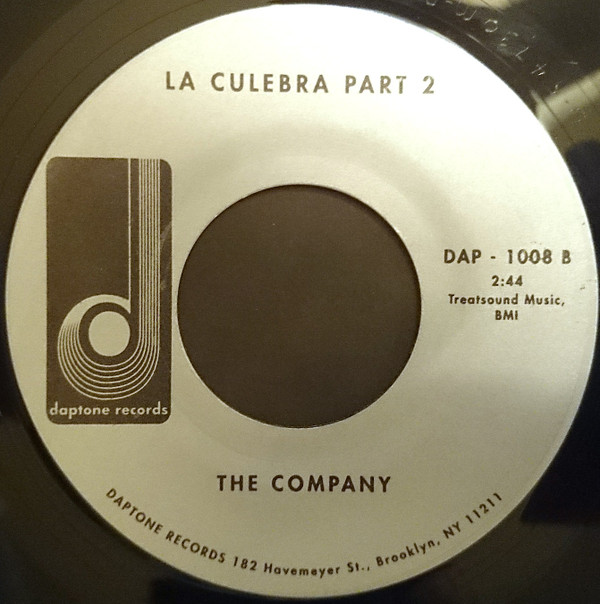 LA CULEBRA PART 2
DAP - 1008 B
2:44
Treatsound Music,
BMI
daptone records
THE COMPANY
DAPTONE RECORDS 182 Havemeyer St., Brooklyn, NY 11211